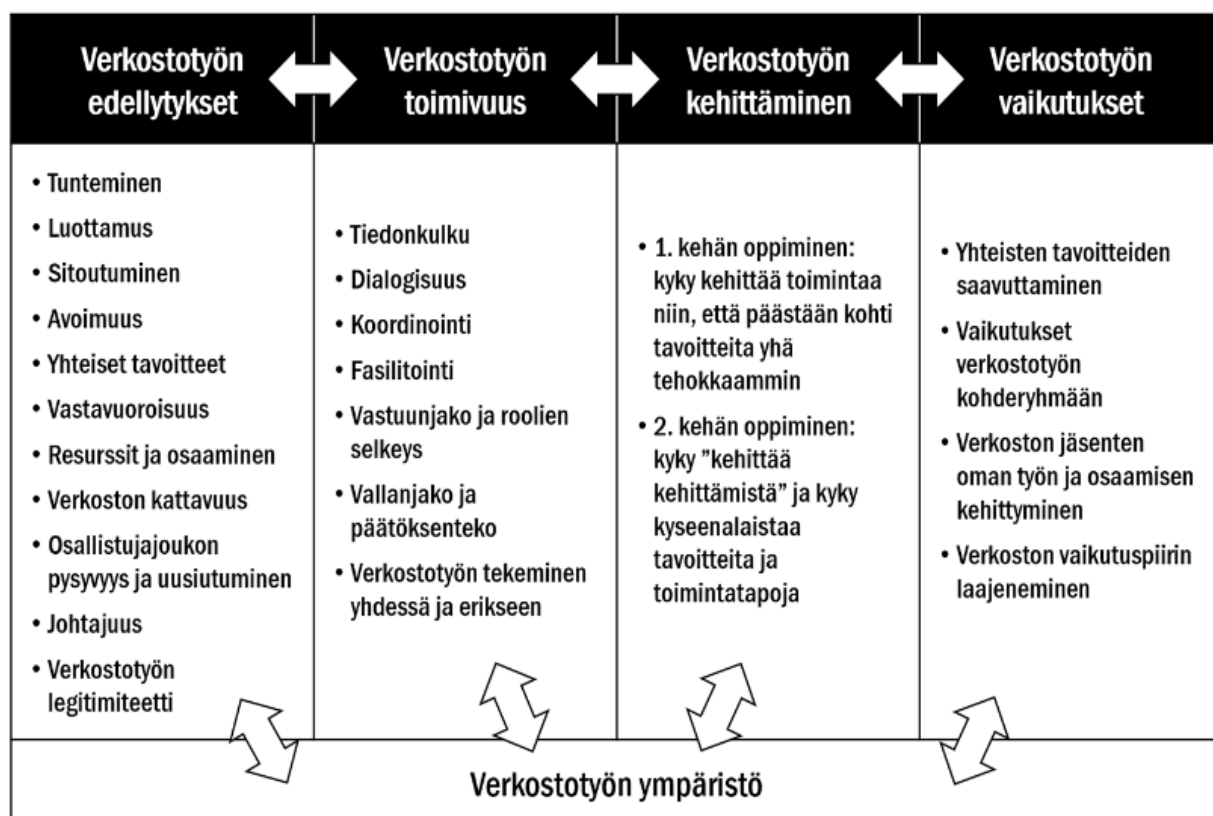 Verkostotyön
edellytykset
Verkostotyön
toimivuus
Verkostotyön
kehittäminen
Verkostotyön
vaikutukset
• Tunteminen
• Luottamus
• Sitoutuminen
• Avoimuus
• Yhteiset tavoitteet
• Vastavuoroisuus
• Resurssit ja osaaminen
• Verkoston kattavuus
• Osallistujajoukon
pysyvyys ja uusiutuminen
• Johtajuus
• Verkostotyön
legitimiteetti
• Tiedonkulku
• Dialogisuus
• Koordinointi
• Fasilitointi
• Vastuunjako ja roolien
selkeys
• Vallanjako ja
päätöksenteko
• Verkostotyön tekeminen
yhdessä ja erikseen
• 1. kehän oppiminen:
kyky kehittää toimintaa
niin, että päästään kohti
tavoitteita yhä
tehokkaammin
• 2. kehän oppiminen:
kyky ”kehittää
kehittämistä” ja kyky
kyseenalaistaa
tavoitteita ja
toimintatapoja
• Yhteisten tavoitteiden
saavuttaminen
• Vaikutukset
verkostotyön
kohderyhmään
• Verkoston jäsenten
oman työn ja osaamisen
kehittyminen
• Verkoston vaikutuspiirin
laajeneminen
Verkostotyön ympäristö